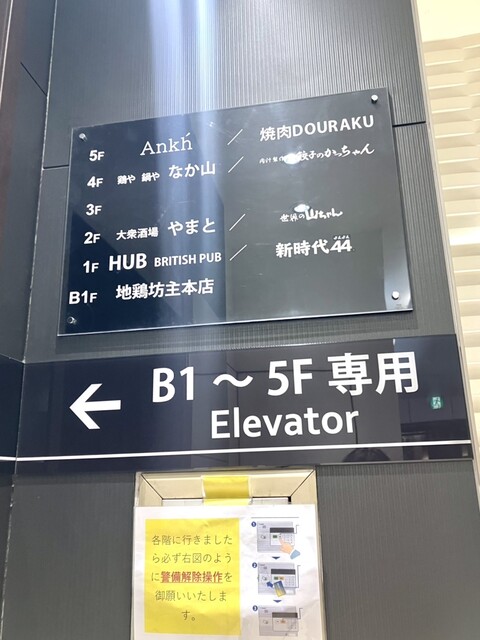 5F Ankh / 焼肉DOURAKU
4F 鶏や 鍋や なか山 / 餃子のかっちゃん
3F
2F 大衆酒場 やまと / 世界の山ちゃん
1F HUB BRITISH PUB / 新時代44
B1F 地鶏坊主本店
B1 ～ 5F 専用
Elevator
各階に行きました
ら必ず右図のよう
に警備解除操作を
御願いいたしま
す。
1
2
3